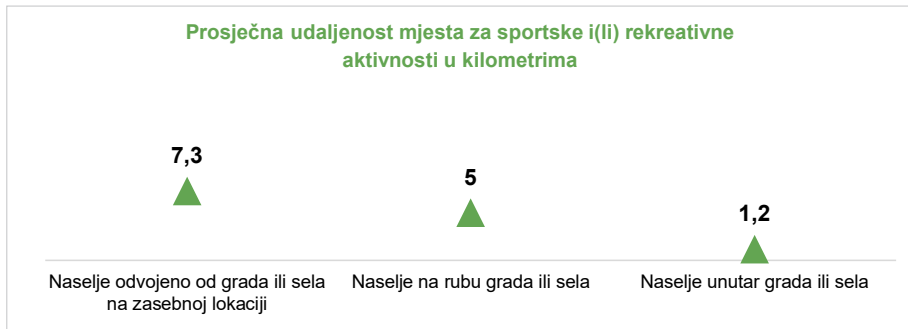 Prosječna udaljenost mjesta za sportske i(li) rekreativne
aktivnosti u kilometrima
7,3
5
1,2
Naselje odvojeno od grada ili sela
na zasebnoj lokaciji
Naselje na rubu grada ili sela
Naselje unutar grada ili sela